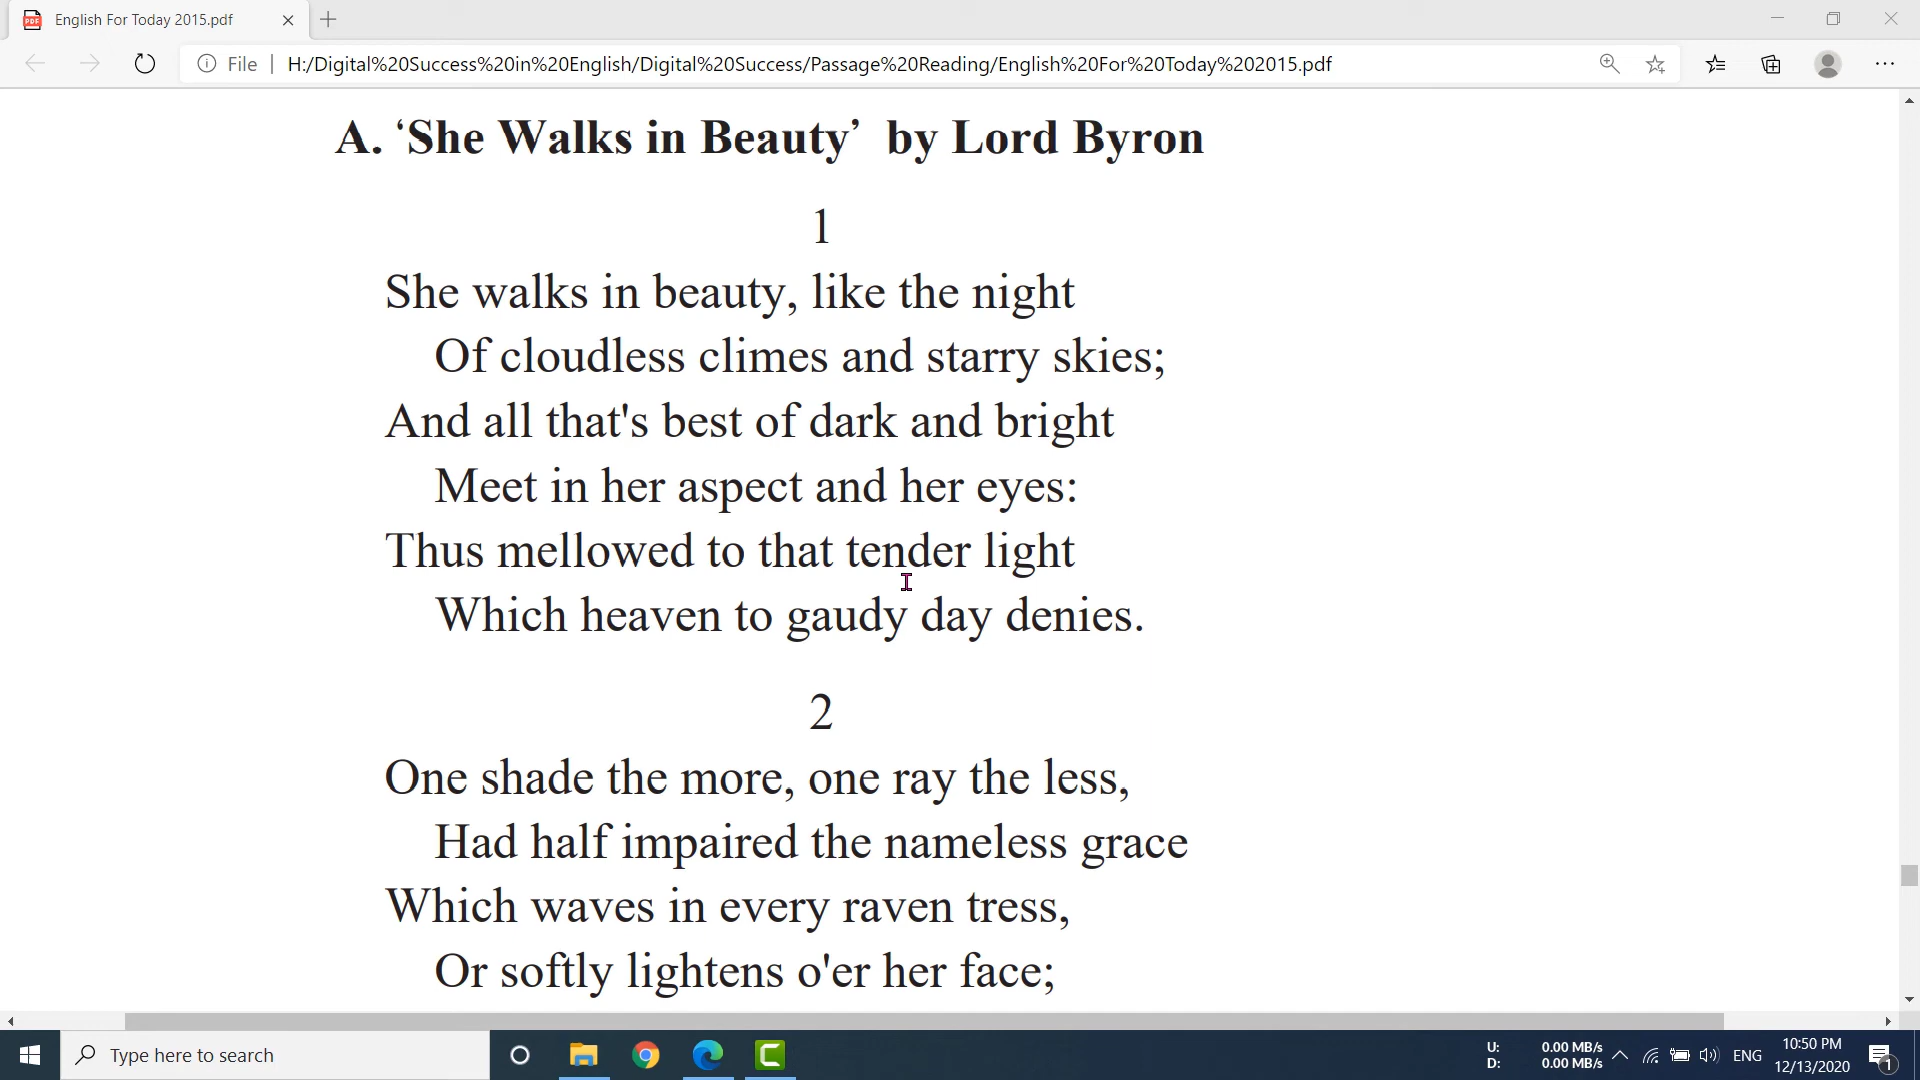 English For Today 2015.pdf
File | H:/Digital%20Success%20in%20English/Digital%20Success/Passage%20Reading/English%20For%20Today%202015.pdf
A. ‘She Walks in Beauty’ by Lord Byron
1
She walks in beauty, like the night
Of cloudless climes and starry skies;
And all that's best of dark and bright
Meet in her aspect and her eyes:
Thus mellowed to that tender light
Which heaven to gaudy day denies.
2
One shade the more, one ray the less,
Had half impaired the nameless grace
Which waves in every raven tress,
Or softly lightens o'er her face;
Type here to search
U: 0.00 MB/s
D: 0.00 MB/s
ENG
10:50 PM
12/13/2020
1